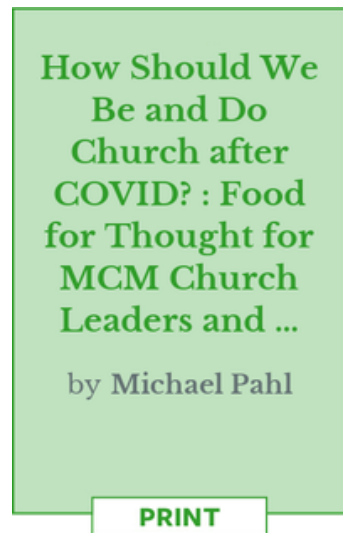 How Should We
Be and Do
Church after
COVID? : Food
for Thought for
MCM Church
Leaders and ...
by Michael Pahl
PRINT